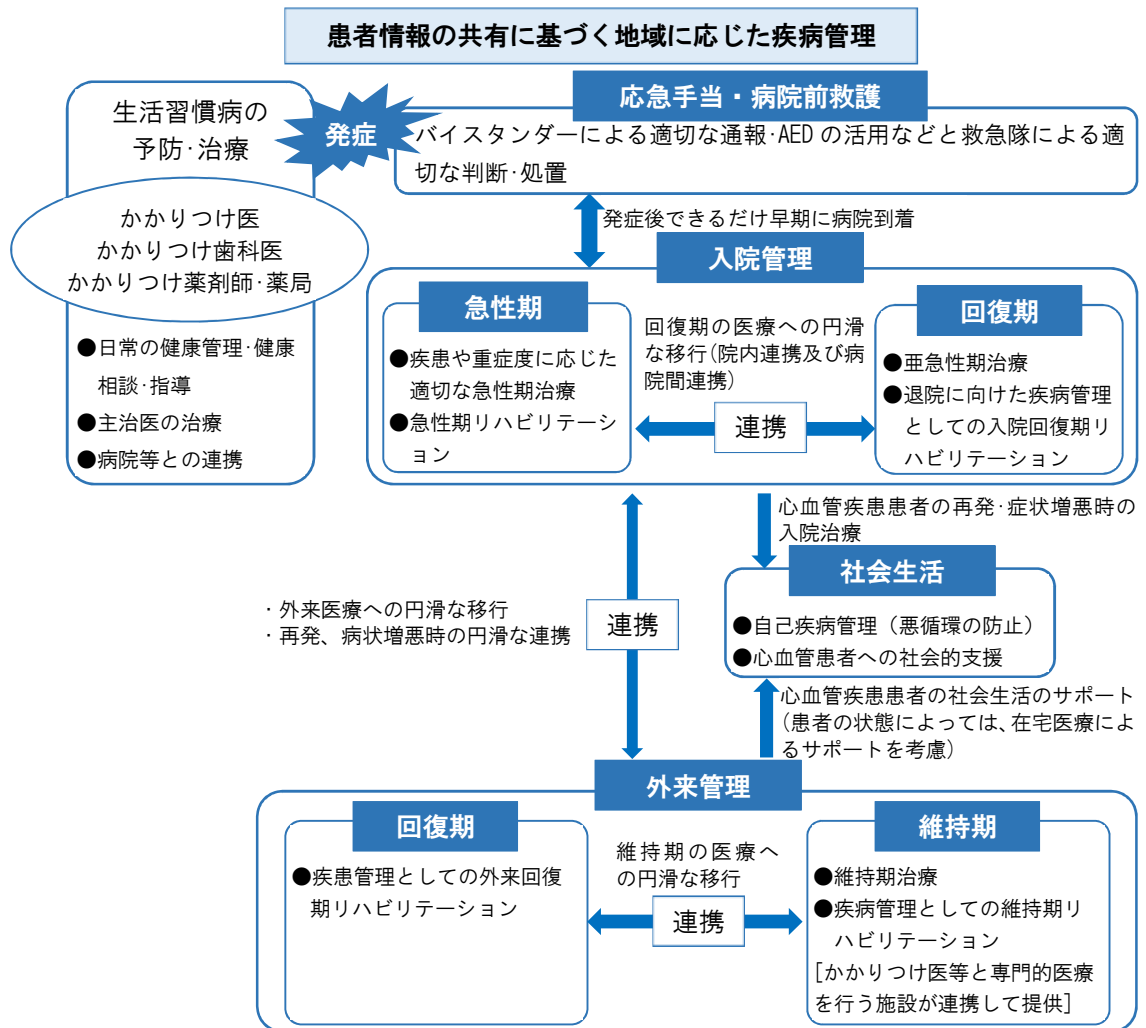 患者情報の共有に基づく地域に応じた疾病管理
生活習慣病の
予防･治療
かかりつけ医
かかりつけ歯科医
かかりつけ薬剤師･薬局
●日常の健康管理･健康
相談･指導
●主治医の治療
●病院等との連携
発症
応急手当・病院前救護
バイスタンダーによる適切な通報･AED の活用などと救急隊による適
切な判断･処置
発症後できるだけ早期に病院到着
入院管理
急性期
●疾患や重症度に応じた
適切な急性期治療
●急性期リハビリテーシ
ョン
回復期の医療への円滑
な移行(院内連携及び病
院間連携)
連携
回復期
●亜急性期治療
●退院に向けた疾病管理
としての入院回復期リ
ハビリテーション
心血管疾患患者の再発･症状増悪時の
入院治療
社会生活
●自己疾病管理（悪循環の防止）
●心血管患者への社会的支援
・外来医療への円滑な移行
・再発、病状増悪時の円滑な連携
連携
心血管疾患患者の社会生活のサポート
(患者の状態によっては、在宅医療によ
るサポートを考慮)
外来管理
回復期
●疾患管理としての外来回復
期リハビリテーション
維持期の医療へ
の円滑な移行
連携
維持期
●維持期治療
●疾病管理としての維持期リ
ハビリテーション
[かかりつけ医等と専門的医療
を行う施設が連携して提供]